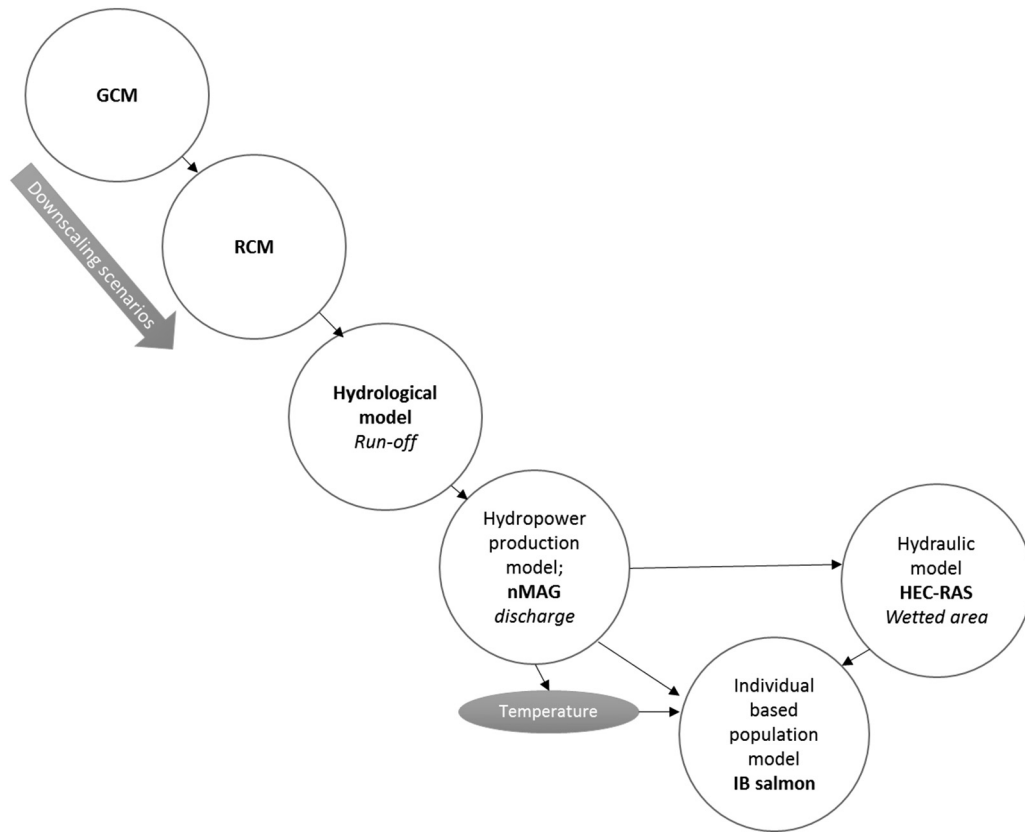 GCM
Downscaling scenarios
RCM
Hydrological
model
Run-off
Hydropower
production
model;
nMAG
discharge
Hydraulic
model
HEC-RAS
Wetted area
Temperature
Individual
based
population
model
IB salmon